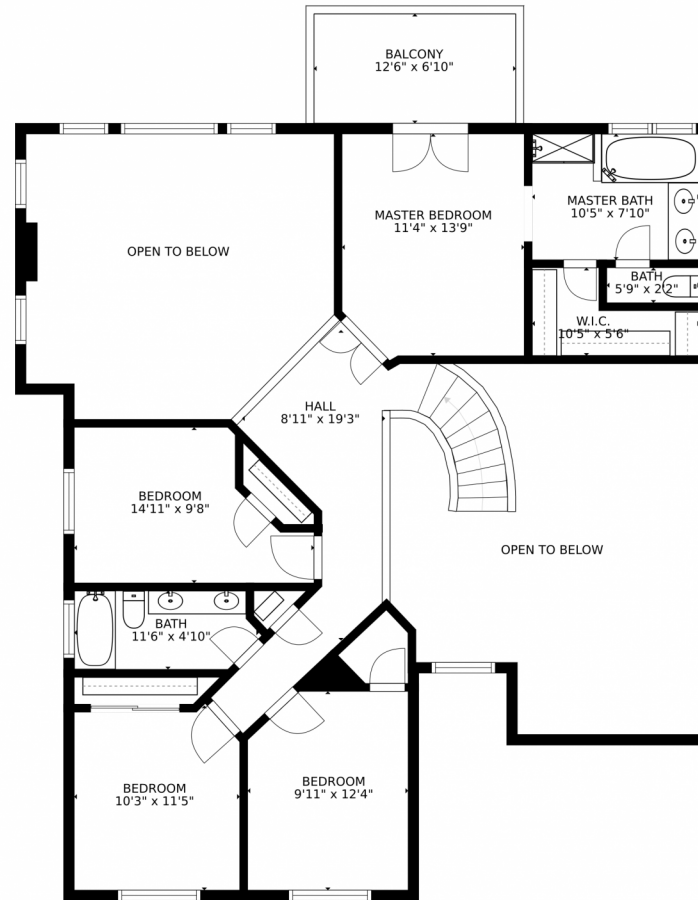 BALCONY
12'6" x 6'10"
MASTER BEDROOM
11'4" x 13'9"
MASTER BATH
10'5" x 7'10"
OPEN TO BELOW
BATH
5'9" x 2'2"
W.I.C.
10'5" x 5'6"
HALL
8'11" x 19'3"
BEDROOM
14'11" x 9'8"
OPEN TO BELOW
BATH
11'6" x 4'10"
BEDROOM
10'3" x 11'5"
BEDROOM
9'11" x 12'4"